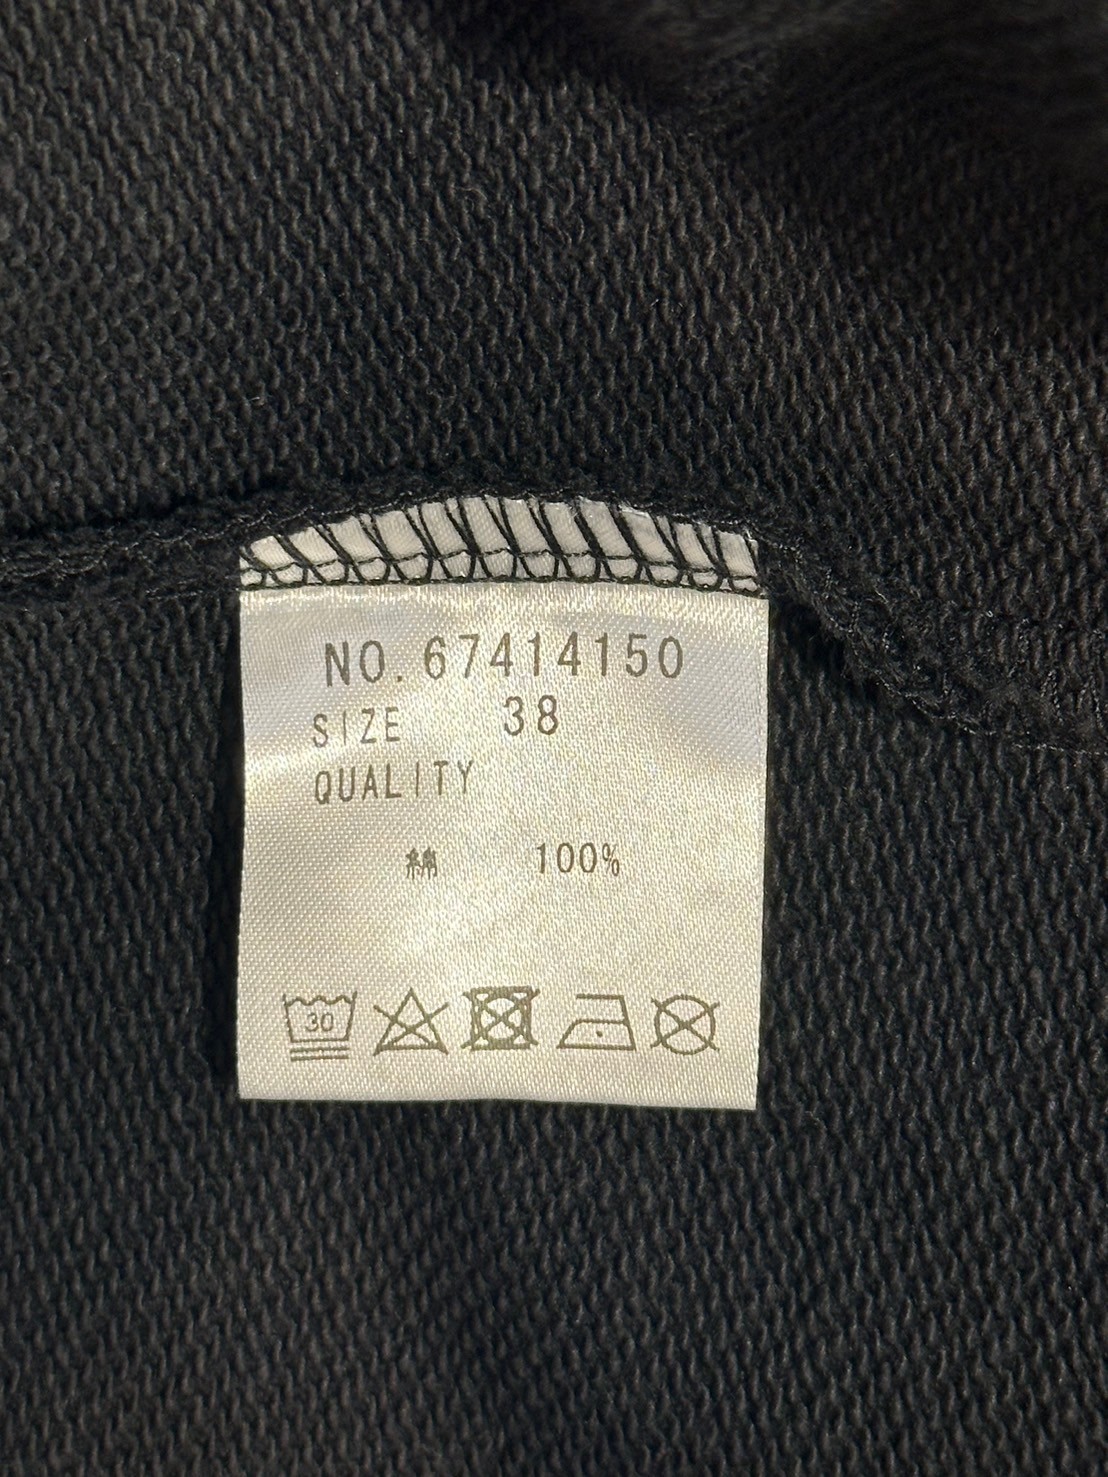 NO.67414150
SIZE 38
QUALITY
綿 100%
30